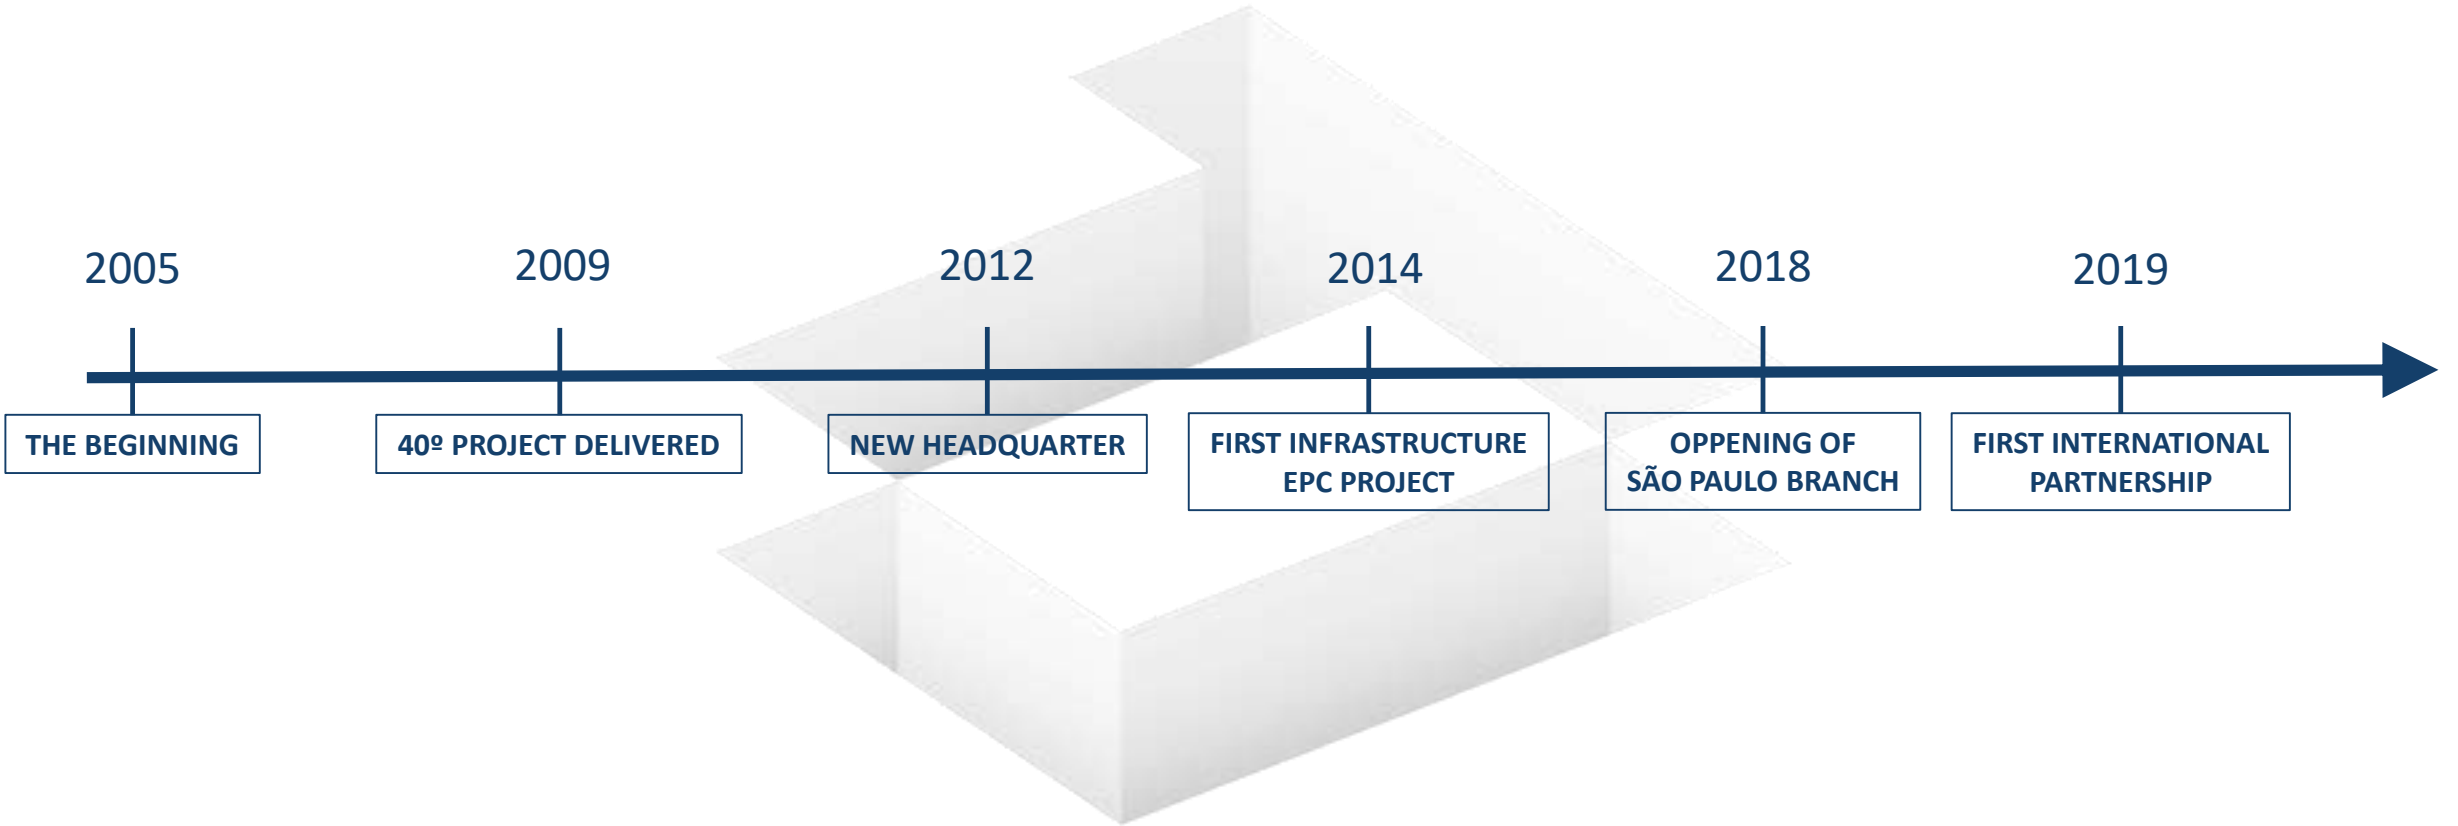 2005
2009
2012
2014
2018
2019
THE BEGINNING
40º PROJECT DELIVERED
NEW HEADQUARTER
FIRST INFRASTRUCTURE
EPC PROJECT
OPPENING OF
SÃO PAULO BRANCH
FIRST INTERNATIONAL
PARTNERSHIP